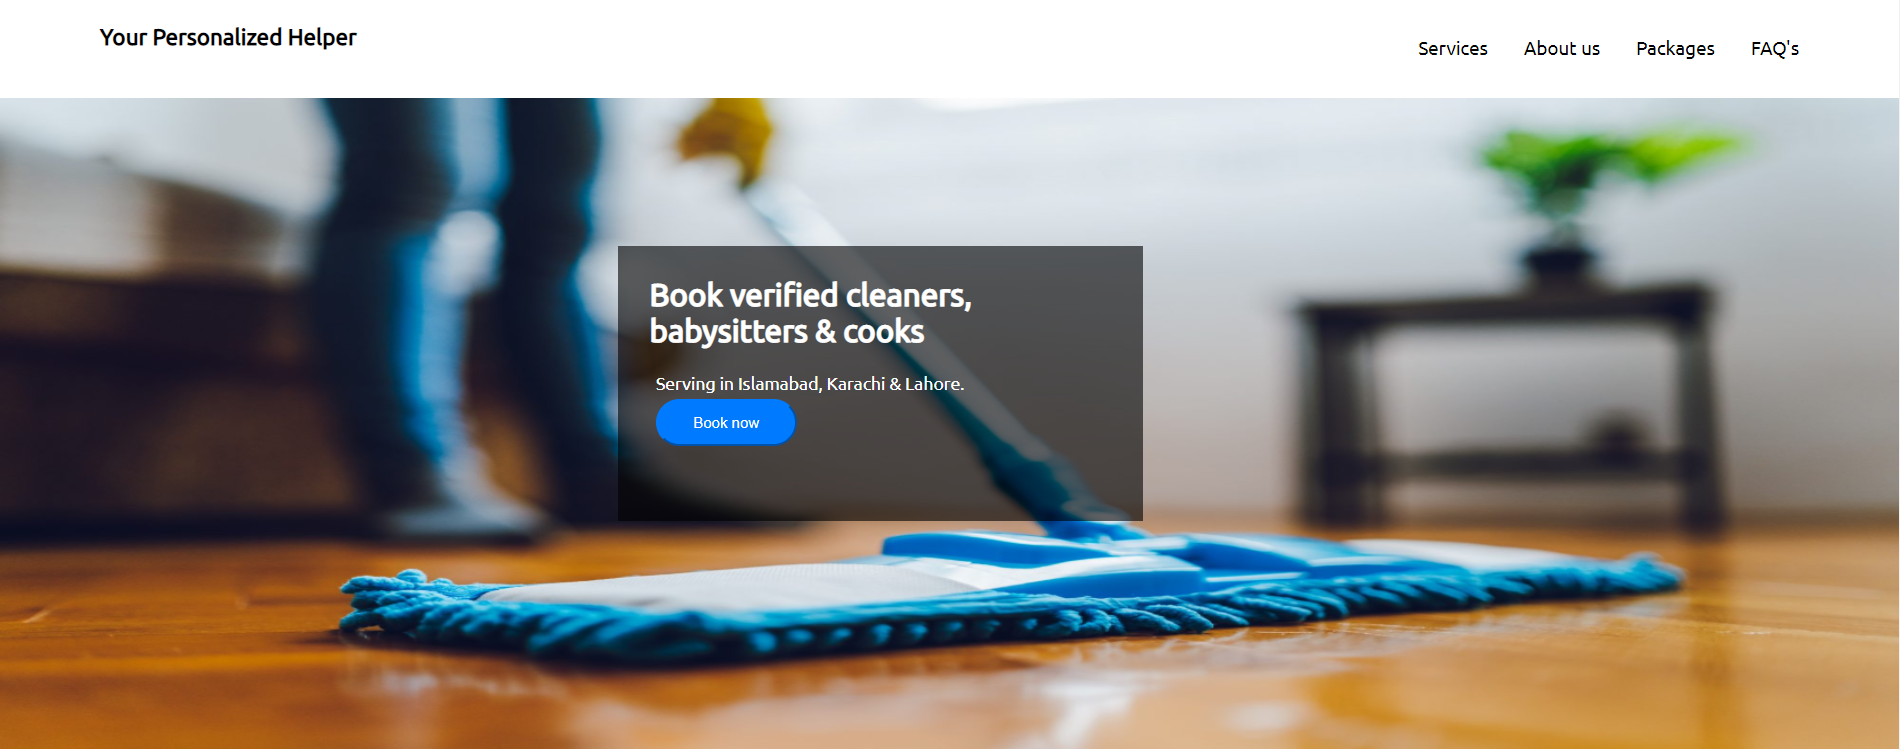 Your Personalized Helper
Services
About us
Packages
FAQ's
Book verified cleaners,
babysitters & cooks
Serving in Islamabad, Karachi & Lahore.
Book now